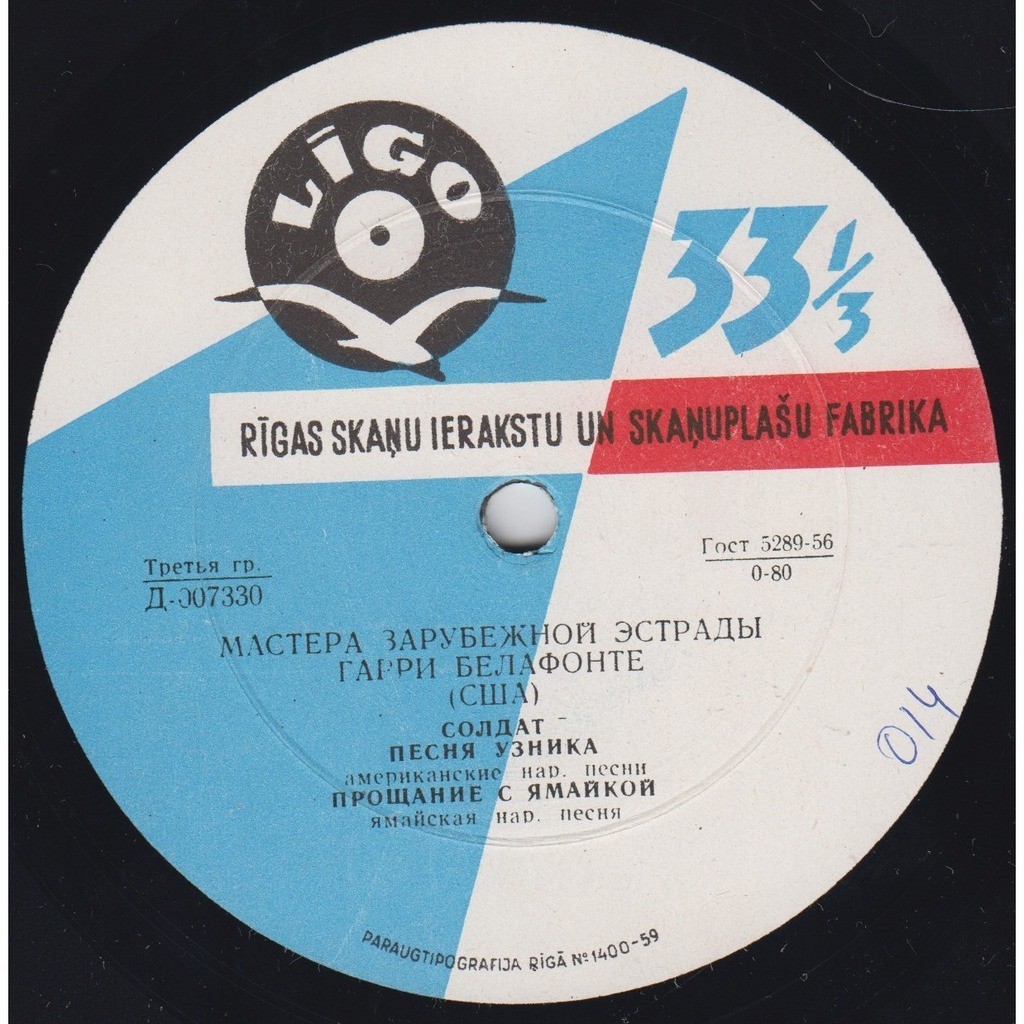 LĪGO
33 1/3
RĪGAS SKAŅU IERAKSTU UN SKAŅUPLAŠU FABRIKA
Третья гр.
Д-007330
Гост 5289-56
0-80
МАСТЕРА ЗАРУБЕЖНОЙ ЭСТРАДЫ
ГАРРИ БЕЛАФОНТЕ
(США)
СОЛДАТ -
ПЕСНЯ УЗНИКА
американские нар. песни
ПРОЩАНИЕ С ЯМАЙКОЙ
ямайская нар. песня
014
PARAUGTIPOGRAFIJA RĪGĀ №1400-59